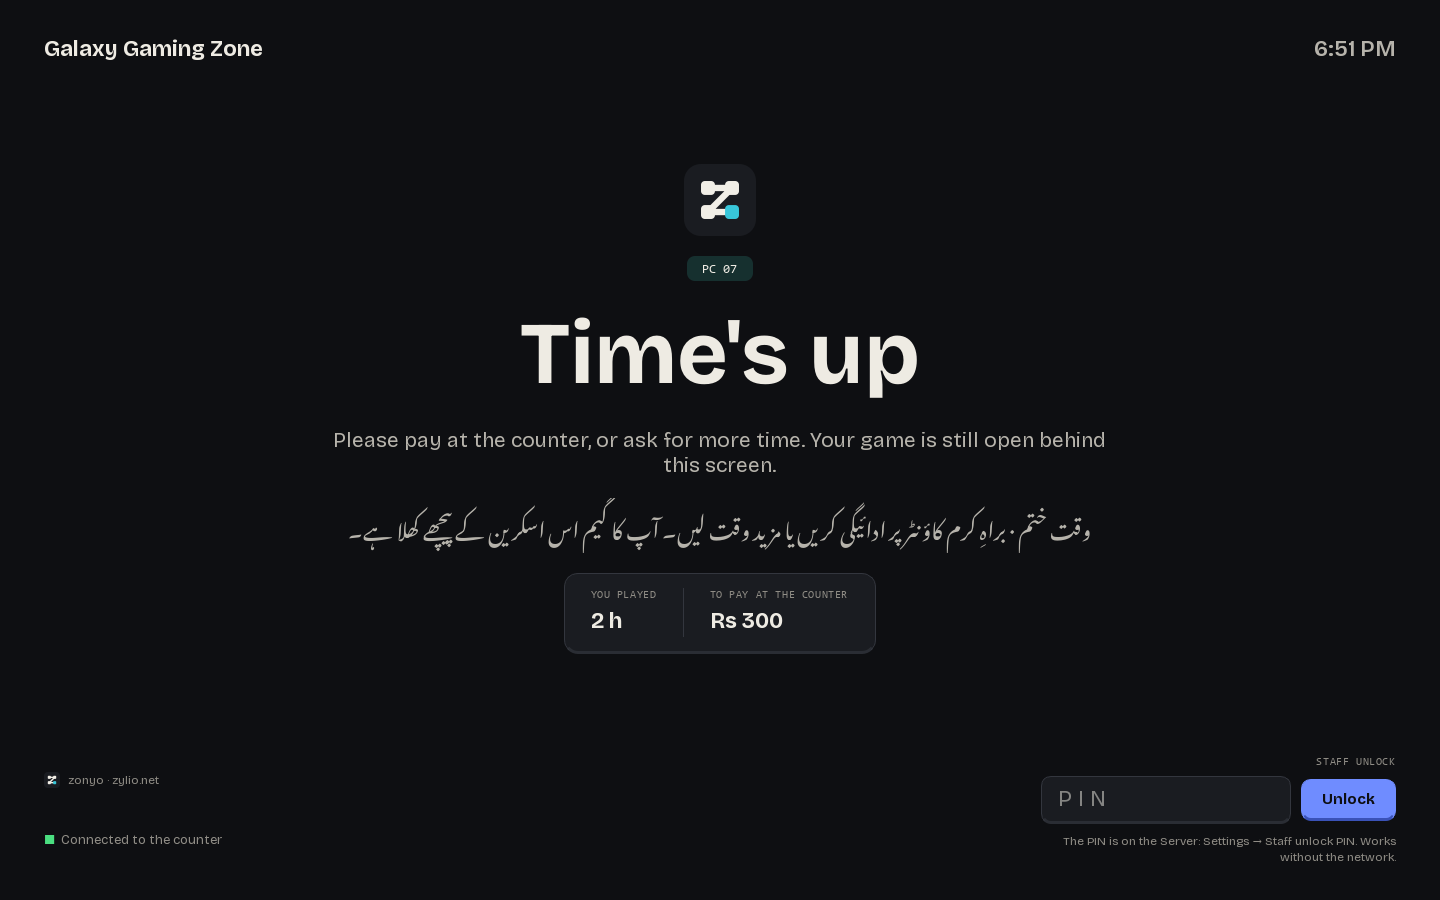 Galaxy Gaming Zone
6:51 PM
PC 07
Time's up
Please pay at the counter, or ask for more time. Your game is still open behind
this screen.
وقت ختم · براہِ کرم کاؤنٹر پر ادائیگی کریں یا مزید وقت لیں۔ آپ کا گیم اس اسکرین کے پیچھے کھلا ہے۔
YOU PLAYED
2 h
TO PAY AT THE COUNTER
Rs 300
zonyo · zylio.net
Connected to the counter
STAFF UNLOCK
PIN
Unlock
The PIN is on the Server: Settings → Staff unlock PIN. Works
without the network.